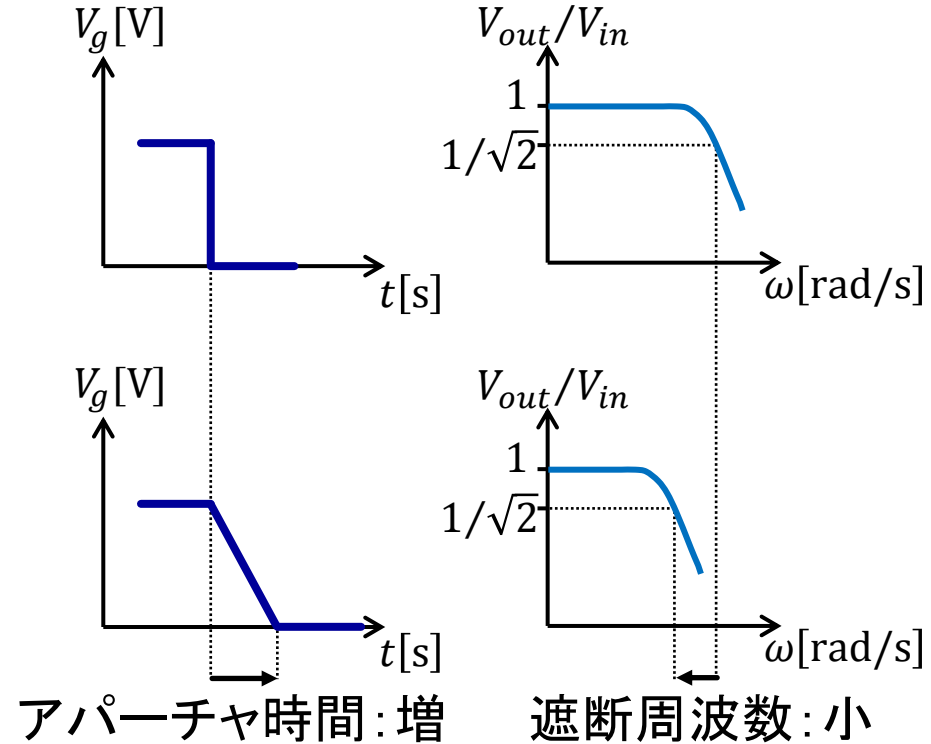 V_g[V]
t[s]
V_out/V_in
1
1/√2
ω[rad/s]
V_g[V]
t[s]
V_out/V_in
1
1/√2
ω[rad/s]
アパーチャ時間:増
遮断周波数:小